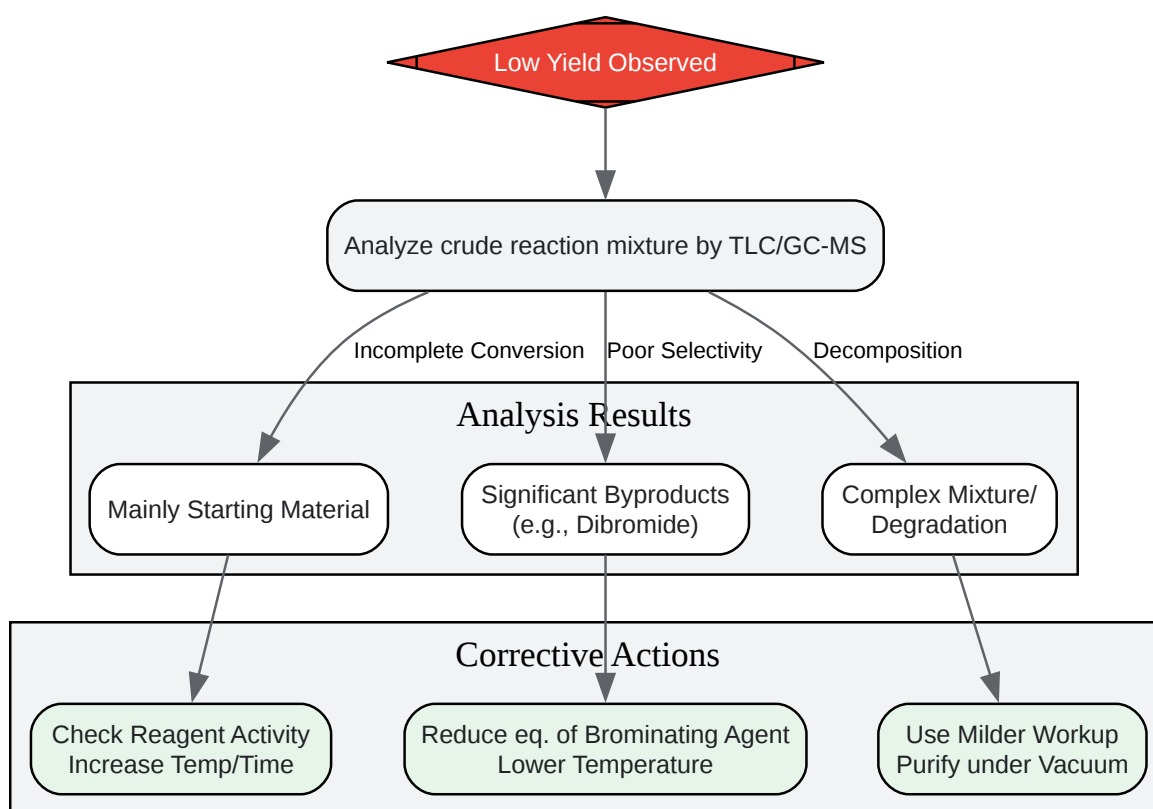 Low Yield Observed
Analyze crude reaction mixture by TLC/GC-MS
Incomplete Conversion
Poor Selectivity
Decomposition
Analysis Results
Mainly Starting Material
Significant Byproducts
(e.g., Dibromide)
Complex Mixture/
Degradation
Corrective Actions
Check Reagent Activity
Increase Temp/Time
Reduce eq. of Brominating Agent
Lower Temperature
Use Milder Workup
Purify under Vacuum